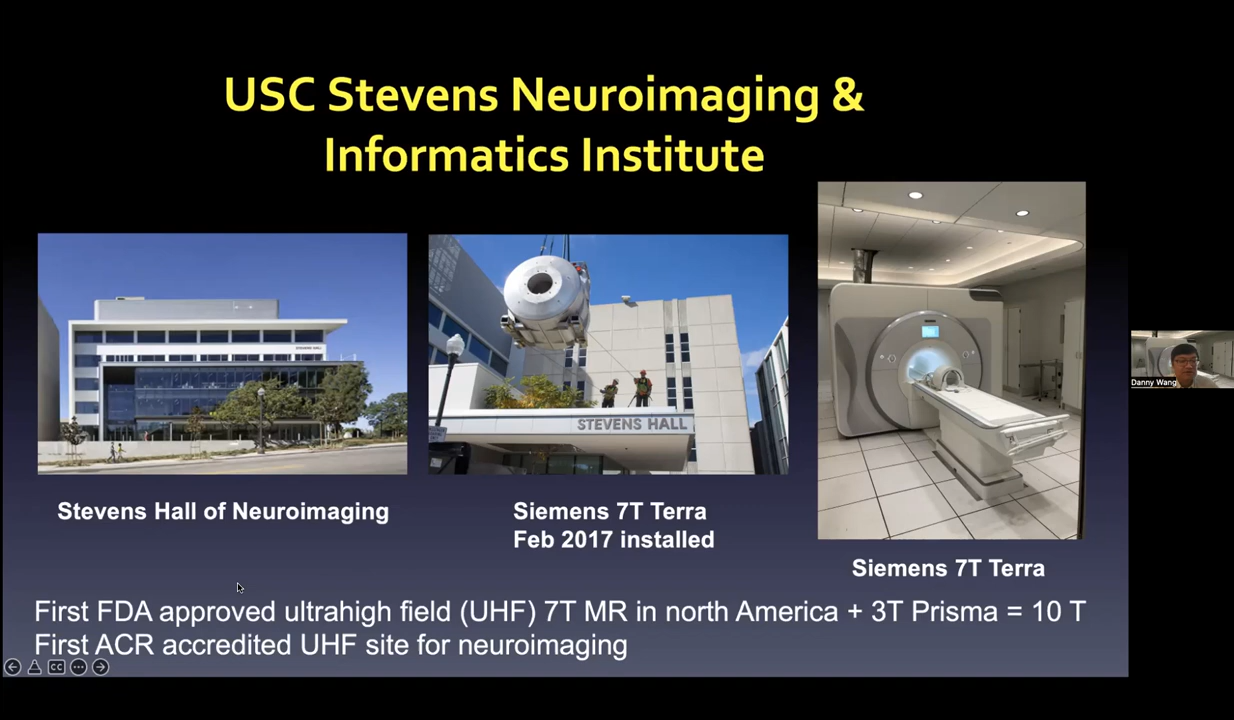 USC Stevens Neuroimaging &
Informatics Institute
STEVENS HALL
Stevens Hall of Neuroimaging
Siemens 7T Terra
Feb 2017 installed
Siemens 7T Terra
Danny Wang
First FDA approved ultrahigh field (UHF) 7T MR in north America + 3T Prisma = 10 T
First ACR accredited UHF site for neuroimaging
CC